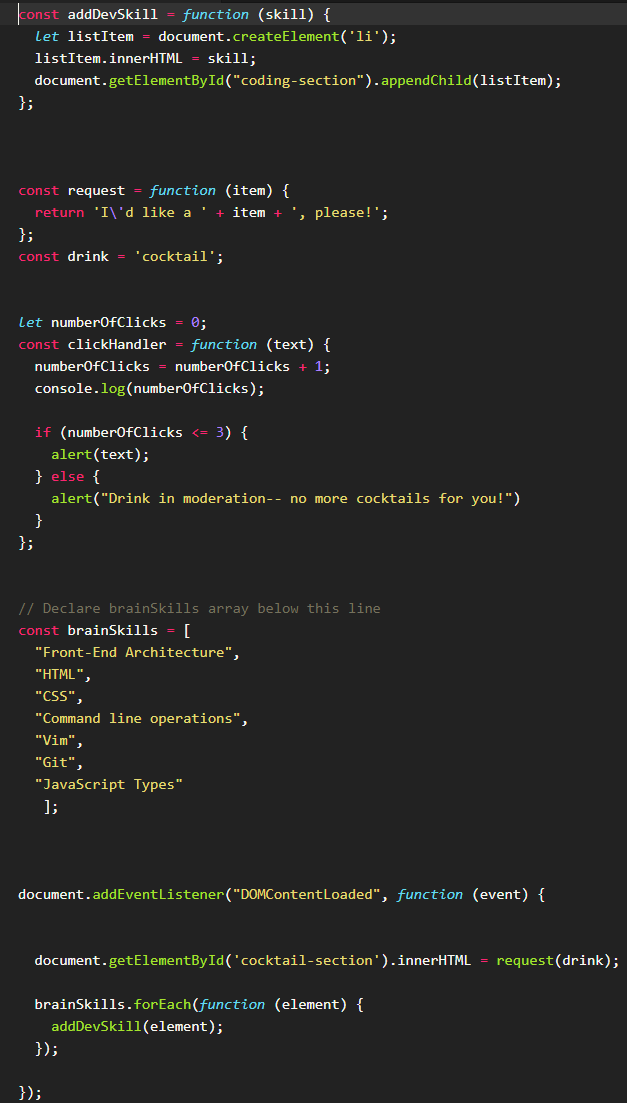 const addDevSkill = function (skill) {
  let listItem = document.createElement('li');
  listItem.innerHTML = skill;
  document.getElementById("coding-section").appendChild(listItem);
};
const request = function (item) {
  return 'I\'d like a ' + item + ', please!';
};
const drink = 'cocktail';
let numberOfClicks = 0;
const clickHandler = function (text) {
  numberOfClicks = numberOfClicks + 1;
  console.log(numberOfClicks);
  if (numberOfClicks <= 3) {
    alert(text);
  } else {
    alert("Drink in moderation-- no more cocktails for you!")
  }
};
// Declare brainSkills array below this line
const brainSkills = [
  "Front-End Architecture",
  "HTML",
  "CSS",
  "Command line operations",
  "Vim",
  "Git",
  "JavaScript Types"
   ];
document.addEventListener("DOMContentLoaded", function (event) {
  document.getElementById('cocktail-section').innerHTML = request(drink);
  brainSkills.forEach(function (element) {
    addDevSkill(element);
  });
});